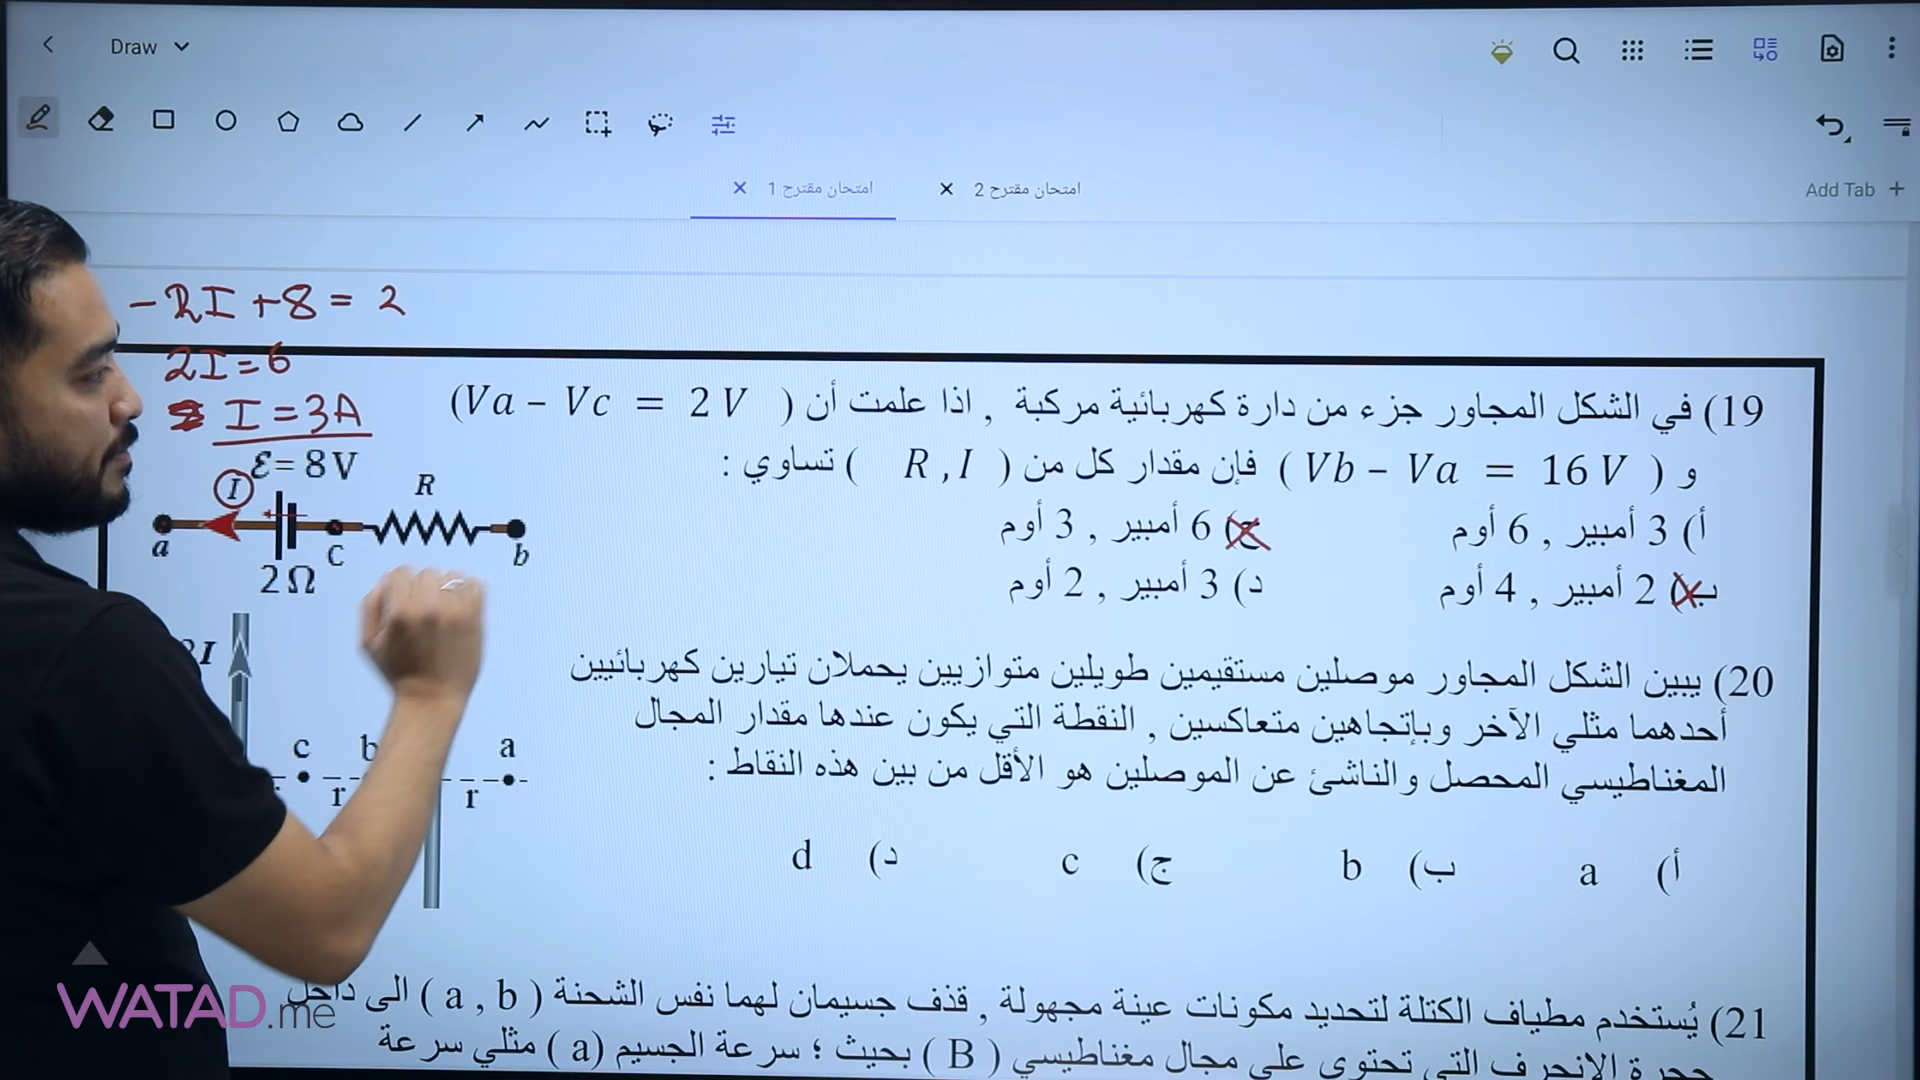 Draw
امتحان مقترح 1
امتحان مقترح 2
Add Tab
-2I + 8 = 2
2I = 6
I = 3A
19) في الشكل المجاور جزء من دارة كهربائية مركبة , اذا علمت أن ( Va – Vc = 2 V)
و ( Vb – Va = 16 V ) فإن مقدار كل من ( R , I ) تساوي :
أ) 3 أمبير , 6 أوم
ج) 6 أمبير , 3 أوم
ب) 2 أمبير , 4 أوم
د) 3 أمبير , 2 أوم
ε = 8 V
I
R
a
C
b
2 Ω
20) يبين الشكل المجاور موصلين مستقيمين طويلين متوازيين يحملان تيارين كهربائيين
أحدهما مثلي الآخر وبإتجاهين متعاكسين , النقطة التي يكون عندها مقدار المجال
المغناطيسي المحصل والناشئ عن الموصلين هو الأقل من بين هذه النقاط :
أ) a
ب) b
ج) c
د) d
I
c
b
a
r
r
21) يُستخدم مطياف الكتلة لتحديد مكونات عينة مجهولة , قذف جسيمان لهما نفس الشحنة ( a , b ) الى داخل
حجرة الانحرف التي تحتوي على مجال مغناطيسي ( B ) بحيث ؛ سرعة الجسيم (a ) مثلي سرعة
WATAD.me